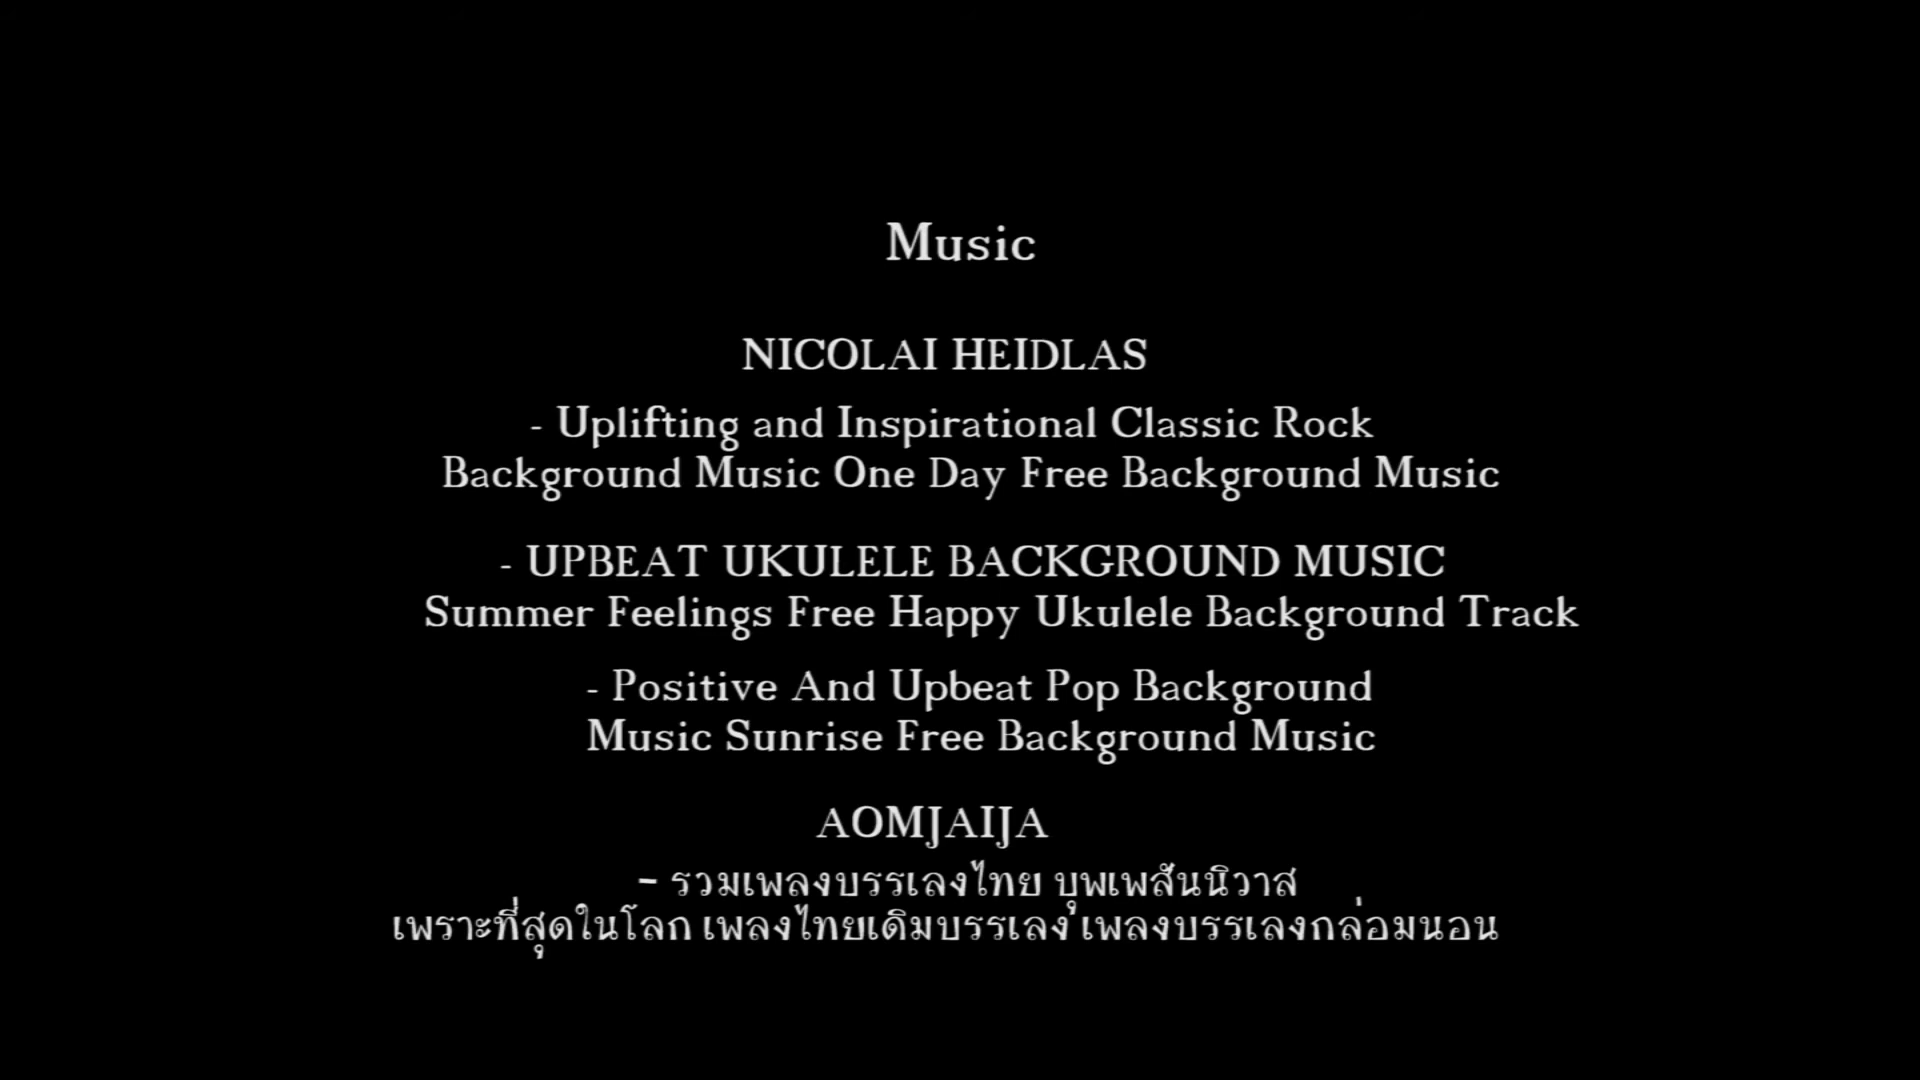 Music
NICOLAI HEIDLAS
- Uplifting and Inspirational Classic Rock
Background Music One Day Free Background Music
- UPBEAT UKULELE BACKGROUND MUSIC
Summer Feelings Free Happy Ukulele Background Track
- Positive And Upbeat Pop Background
Music Sunrise Free Background Music
AOMJAIJA
- รวมเพลงบรรเลงไทย บุพเพสันนิวาส
เพราะที่สุดในโลก เพลงไทยเดิมบรรเลง เพลงบรรเลงกล่อมนอน